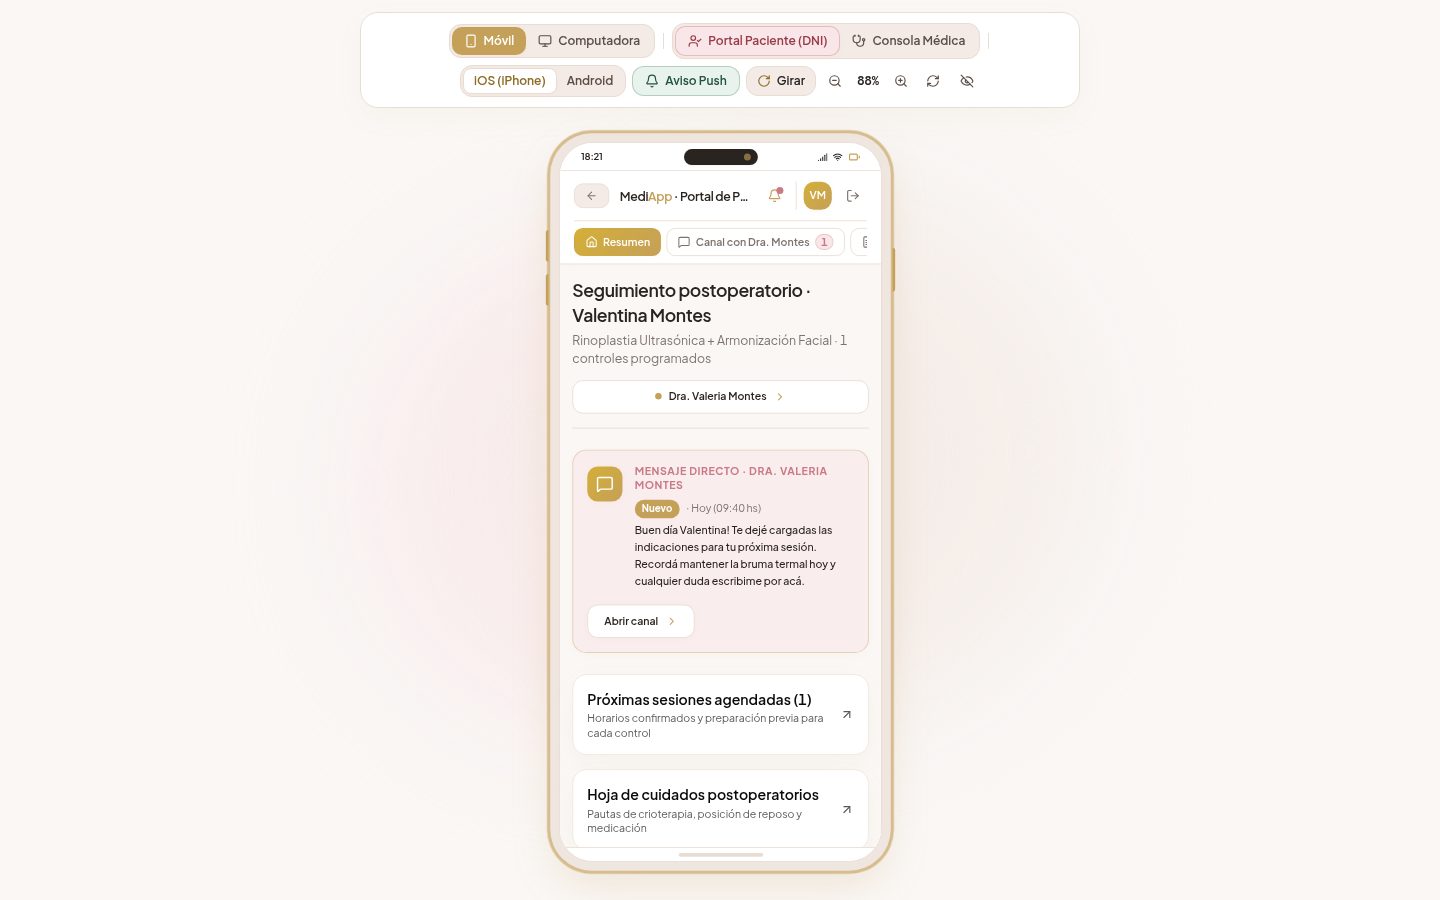 Móvil Computadora Portal Paciente (DNI) Consola Médica
iOS (iPhone) Android Aviso Push Girar 88%
18:21
MediApp · Portal de P...
VM
Resumen Canal con Dra. Montes 1
Seguimiento postoperatorio ·
Valentina Montes
Rinoplastia Ultrasónica + Armonización Facial · 1
controles programados
Dra. Valeria Montes
MENSAJE DIRECTO · DRA. VALERIA
MONTES
Nuevo · Hoy (09:40 hs)
Buen día Valentina! Te dejé cargadas las
indicaciones para tu próxima sesión.
Recordá mantener la bruma termal hoy y
cualquier duda escribime por acá.
Abrir canal
Próximas sesiones agendadas (1)
Horarios confirmados y preparación previa para
cada control
Hoja de cuidados postoperatorios
Pautas de crioterapia, posición de reposo y
medicación